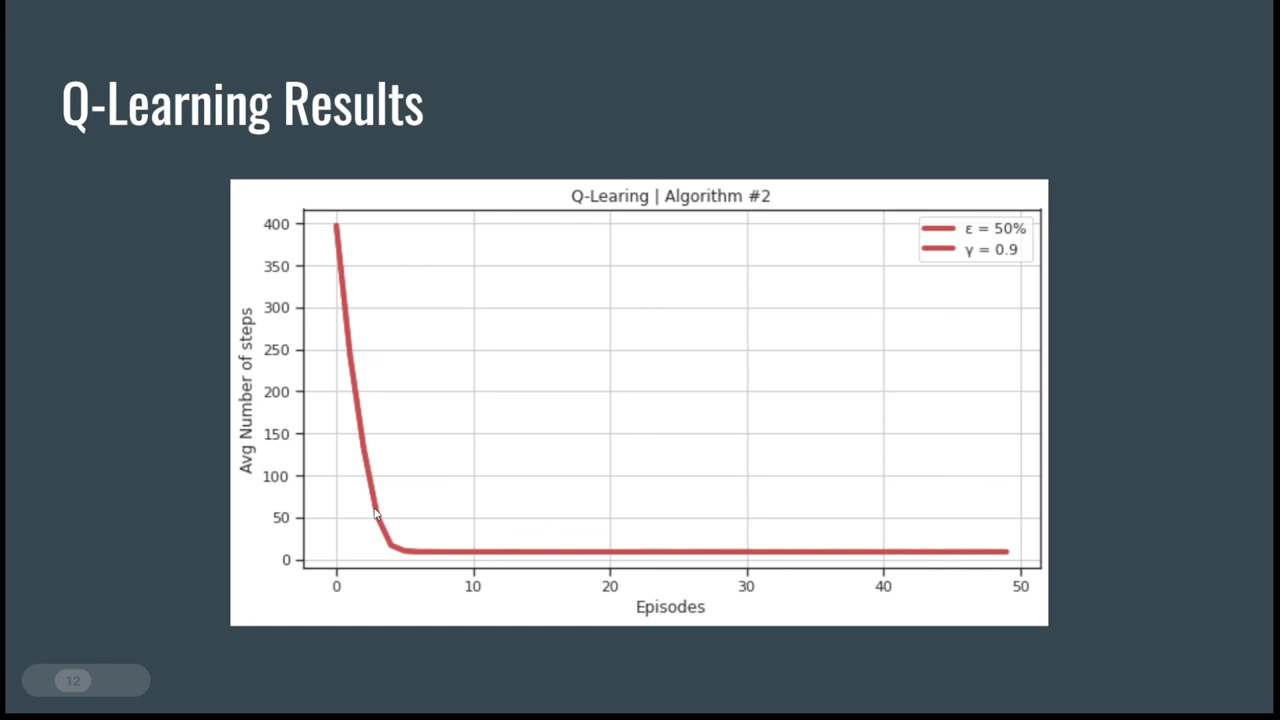 Q-Learning Results
Q-Learing | Algorithm #2
ε = 50%
γ = 0.9
Avg Number of steps
400
350
300
250
200
150
100
50
0
0 10 20 30 40 50
Episodes
12